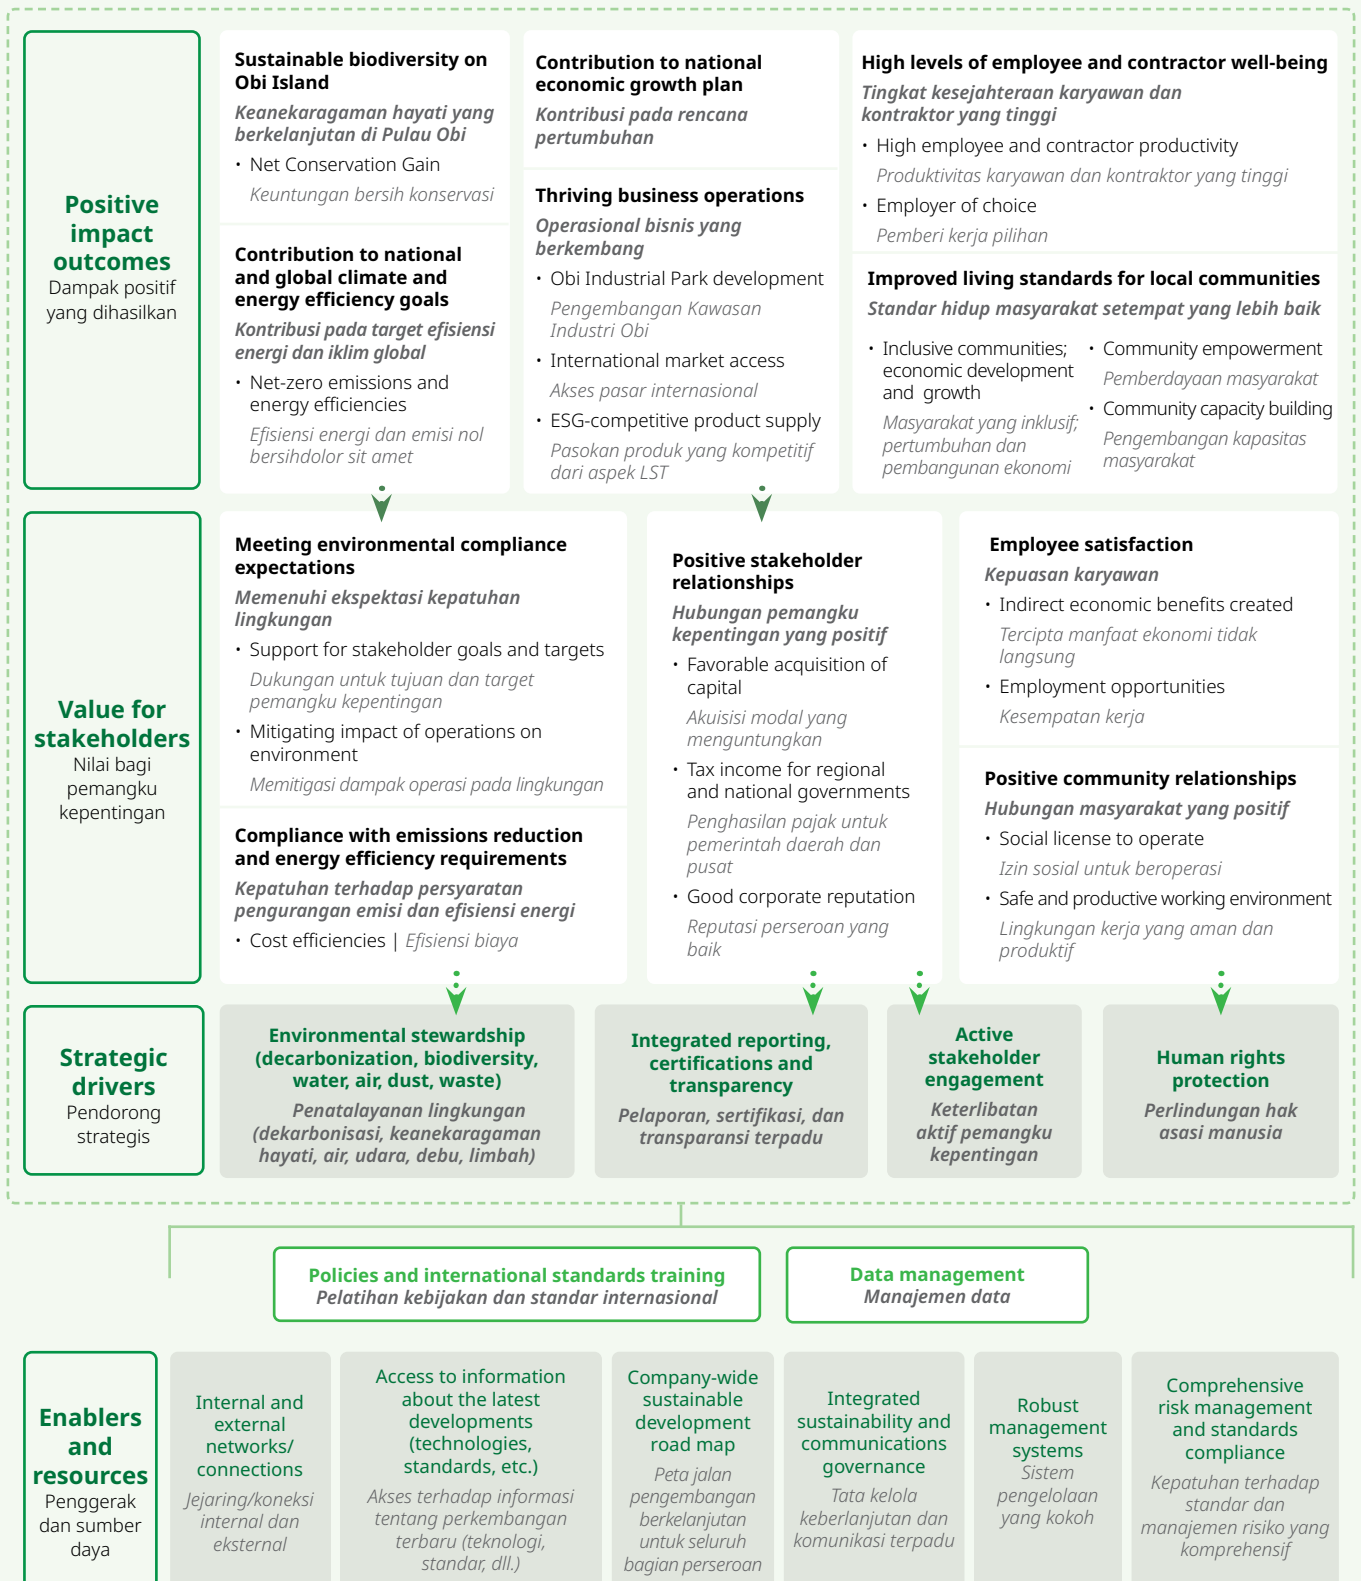 Positive
impact
outcomes
Dampak positif
yang dihasilkan
Sustainable biodiversity on
Obi Island
Keanekaragaman hayati yang
berkelanjutan di Pulau Obi
• Net Conservation Gain
Keuntungan bersih konservasi
Contribution to national
and global climate and
energy efficiency goals
Kontribusi pada target efisiensi
energi dan iklim global
• Net-zero emissions and
energy efficiencies
Efisiensi energi dan emisi nol
bersihdolor sit amet
Contribution to national
economic growth plan
Kontribusi pada rencana
pertumbuhan
Thriving business operations
Operasional bisnis yang
berkembang
• Obi Industrial Park development
Pengembangan Kawasan
Industri Obi
• International market access
Akses pasar internasional
• ESG-competitive product supply
Pasokan produk yang kompetitif
dari aspek LST
High levels of employee and contractor well-being
Tingkat kesejahteraan karyawan dan
kontraktor yang tinggi
• High employee and contractor productivity
Produktivitas karyawan dan kontraktor yang tinggi
• Employer of choice
Pemberi kerja pilihan
Improved living standards for local communities
Standar hidup masyarakat setempat yang lebih baik
• Inclusive communities;
economic development
and growth
Masyarakat yang inklusif;
pertumbuhan dan
pembangunan ekonomi
• Community empowerment
Pemberdayaan masyarakat
• Community capacity building
Pengembangan kapasitas
masyarakat
Value for
stakeholders
Nilai bagi
pemangku
kepentingan
Meeting environmental compliance
expectations
Memenuhi ekspektasi kepatuhan
lingkungan
• Support for stakeholder goals and targets
Dukungan untuk tujuan dan target
pemangku kepentingan
• Mitigating impact of operations on
environment
Memitigasi dampak operasi pada lingkungan
Compliance with emissions reduction
and energy efficiency requirements
Kepatuhan terhadap persyaratan
pengurangan emisi dan efisiensi energi
• Cost efficiencies | Efisiensi biaya
Positive stakeholder
relationships
Hubungan pemangku
kepentingan yang positif
• Favorable acquisition of
capital
Akuisisi modal yang
menguntungkan
• Tax income for regional
and national governments
Penghasilan pajak untuk
pemerintah daerah dan
pusat
• Good corporate reputation
Reputasi perseroan yang
baik
Employee satisfaction
Kepuasan karyawan
• Indirect economic benefits created
Tercipta manfaat ekonomi tidak
langsung
• Employment opportunities
Kesempatan kerja
Positive community relationships
Hubungan masyarakat yang positif
• Social license to operate
Izin sosial untuk beroperasi
• Safe and productive working environment
Lingkungan kerja yang aman dan
produktif
Strategic
drivers
Pendorong
strategis
Environmental stewardship
(decarbonization, biodiversity,
water, air, dust, waste)
Penatalayanan lingkungan
(dekarbonisasi, keanekaragaman
hayati, air, udara, debu, limbah)
Integrated reporting,
certifications and
transparency
Pelaporan, sertifikasi, dan
transparansi terpadu
Active
stakeholder
engagement
Keterlibatan
aktif pemangku
kepentingan
Human rights
protection
Perlindungan hak
asasi manusia
Policies and international standards training
Pelatihan kebijakan dan standar internasional
Data management
Manajemen data
Enablers
and
resources
Penggerak
dan sumber
daya
Internal and
external
networks/
connections
Jejaring/koneksi
internal dan
eksternal
Access to information
about the latest
developments
(technologies,
standards, etc.)
Akses terhadap informasi
tentang perkembangan
terbaru (teknologi,
standar, dll.)
Company-wide
sustainable
development
road map
Peta jalan
pengembangan
berkelanjutan
untuk seluruh
bagian perseroan
Integrated
sustainability and
communications
governance
Tata kelola
keberlanjutan dan
komunikasi terpadu
Robust
management
systems
Sistem
pengelolaan
yang kokoh
Comprehensive
risk management
and standards
compliance
Kepatuhan terhadap
standar dan
manajemen risiko yang
komprehensif